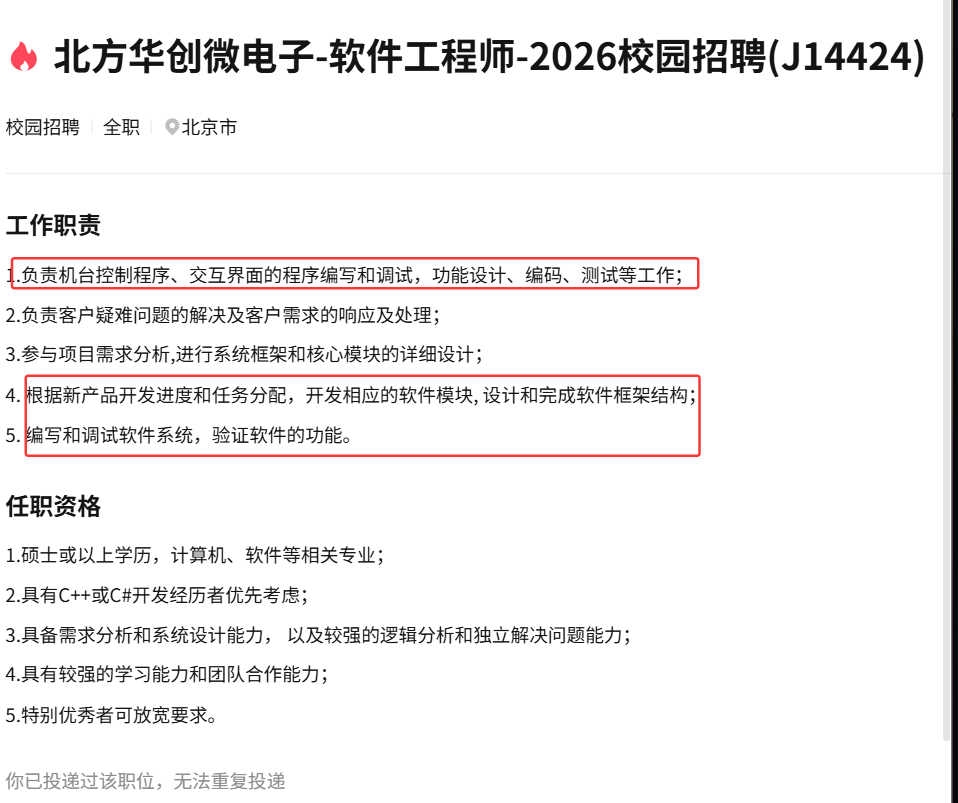 北方华创微电子-软件工程师-2026校园招聘(J14424)
校园招聘 全职 北京市
工作职责
1.负责机台控制程序、交互界面的程序编写和调试，功能设计、编码、测试等工作；
2.负责客户疑难问题的解决及客户需求的响应及处理；
3.参与项目需求分析,进行系统框架和核心模块的详细设计；
4. 根据新产品开发进度和任务分配，开发相应的软件模块, 设计和完成软件框架结构；
5. 编写和调试软件系统，验证软件的功能。
任职资格
1.硕士或以上学历，计算机、软件等相关专业；
2.具有C++或C#开发经历者优先考虑；
3.具备需求分析和系统设计能力， 以及较强的逻辑分析和独立解决问题能力；
4.具有较强的学习能力和团队合作能力；
5.特别优秀者可放宽要求。
你已投递过该职位，无法重复投递